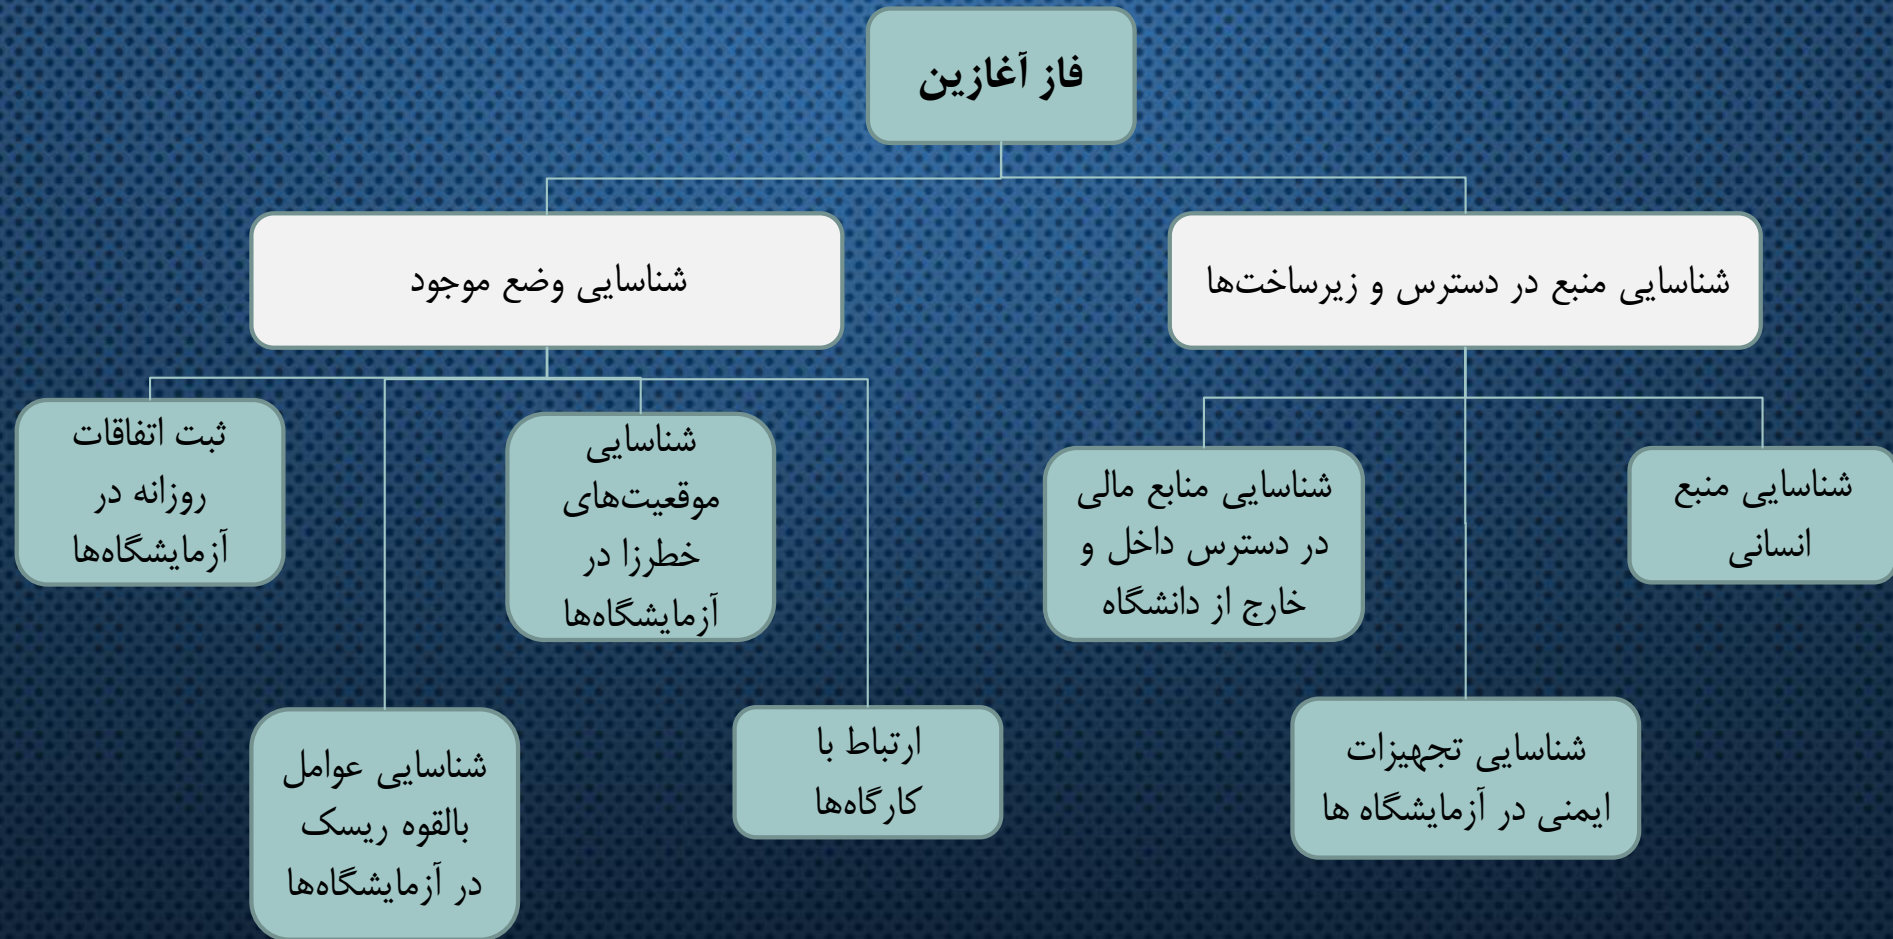 فاز آغازین
شناسایی منبع در دسترس و زیرساخت‌ها
شناسایی وضع موجود
شناسایی منبع
انسانی
شناسایی منابع مالی
در دسترس داخل و
خارج از دانشگاه
شناسایی
موقعیت‌های
خطرزا در
آزمایشگاه‌ها
ثبت اتفاقات
روزانه در
آزمایشگاه‌ها
شناسایی تجهیزات
ایمنی در آزمایشگاه ها
ارتباط با
کارگاه‌ها
شناسایی عوامل
بالقوه ریسک
در آزمایشگاه‌ها